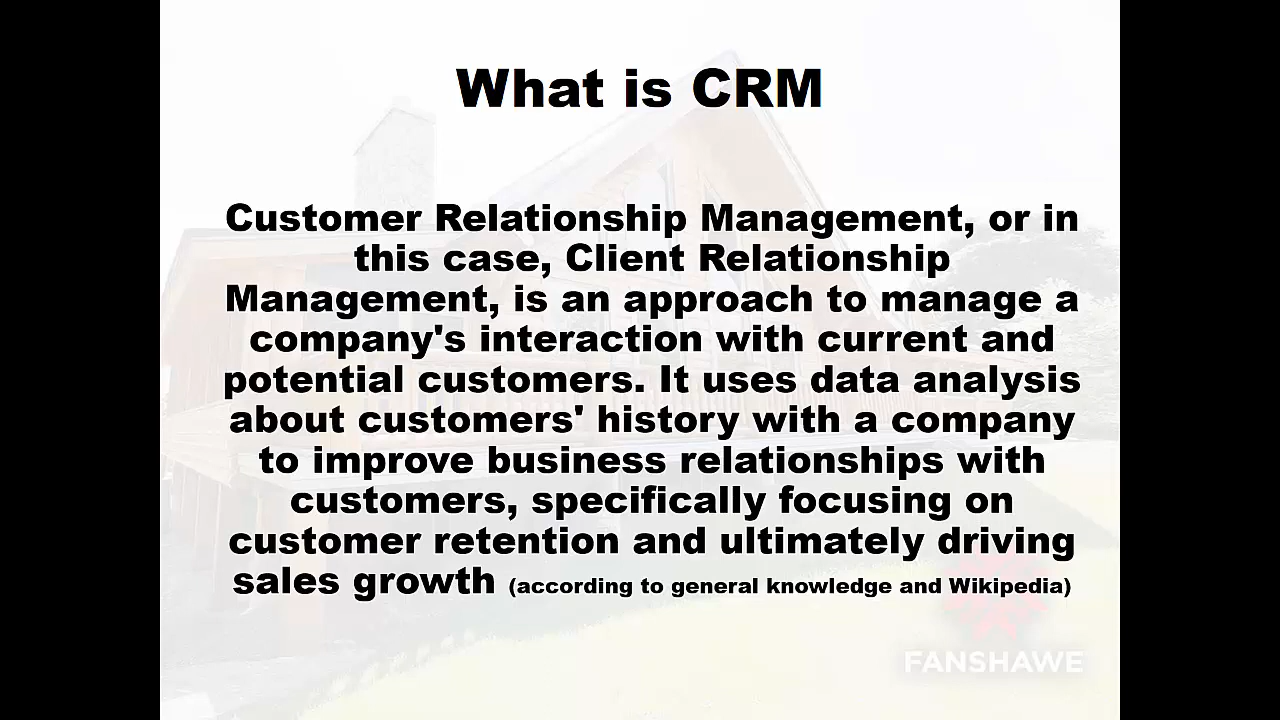 What is CRM
Customer Relationship Management, or in
this case, Client Relationship
Management, is an approach to manage a
company's interaction with current and
potential customers. It uses data analysis
about customers' history with a company
to improve business relationships with
customers, specifically focusing on
customer retention and ultimately driving
sales growth (according to general knowledge and Wikipedia)
FANSHAWE